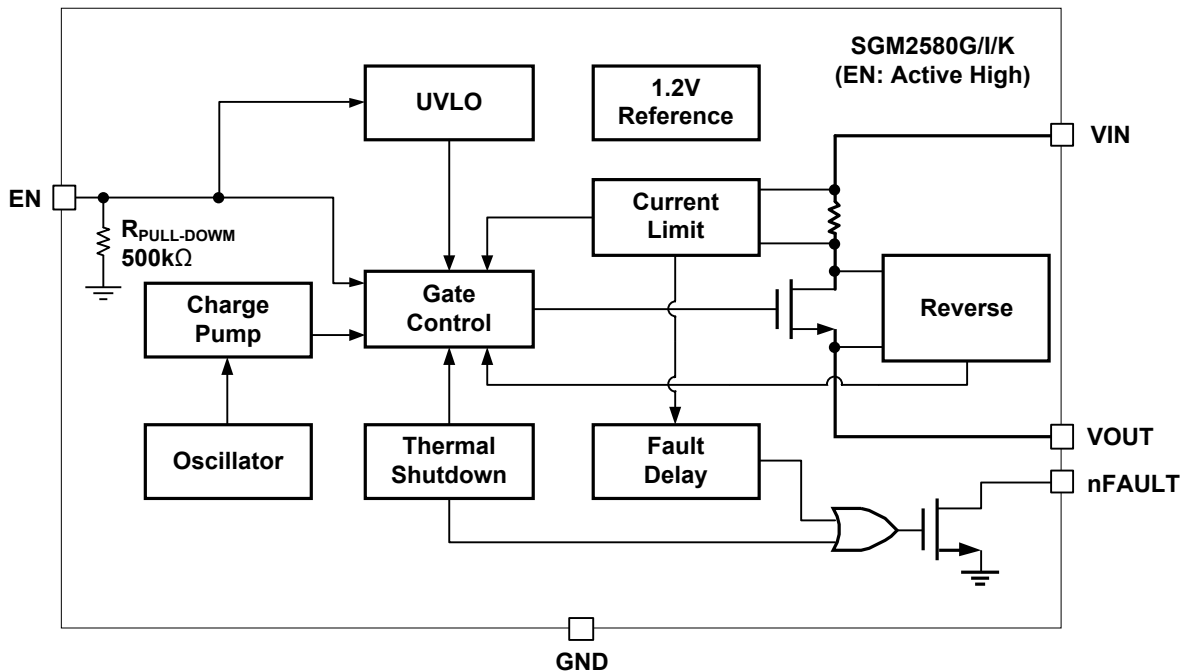 SGM2580G/I/K
(EN: Active High)
UVLO
1.2V
Reference
VIN
EN
Current
Limit
RPULL-DOWM
500kΩ
Charge
Pump
Gate
Control
Reverse
Oscillator
Thermal
Shutdown
Fault
Delay
VOUT
nFAULT
GND